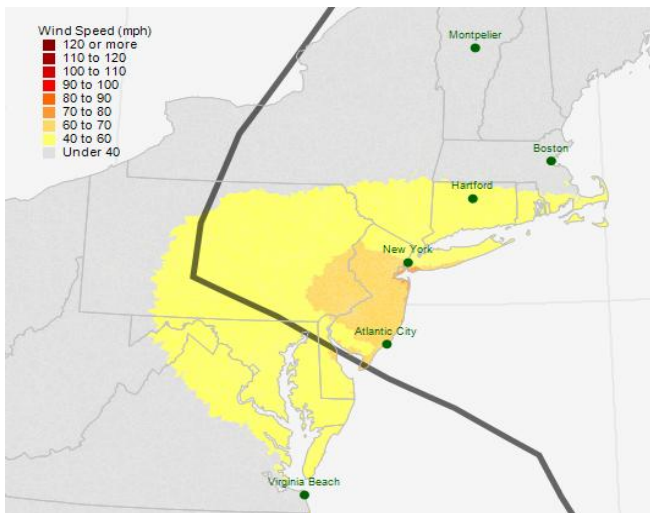 Wind Speed (mph)
120 or more
110 to 120
100 to 110
90 to 100
80 to 90
70 to 80
60 to 70
40 to 60
Under 40
Montpelier
Boston
Hartford
New York
Atlantic City
Virginia Beach